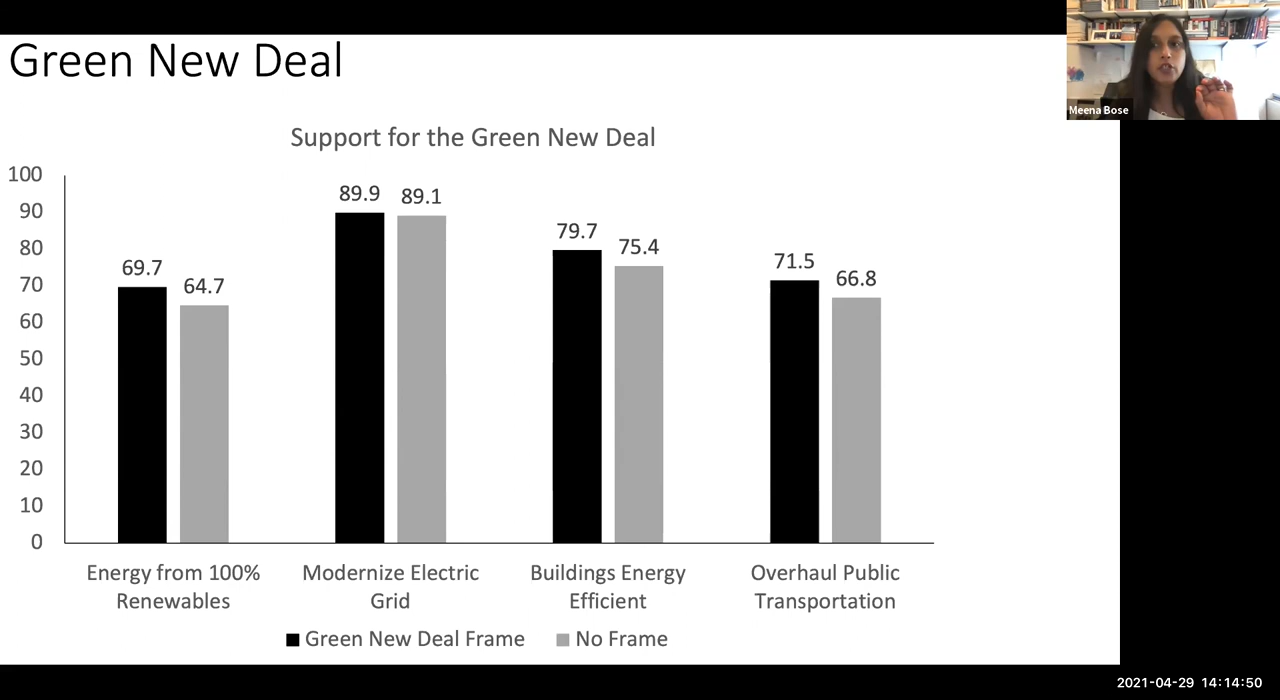 Green New Deal
Meena Bose
Support for the Green New Deal
100
90
80
70
60
50
40
30
20
10
0
69.7
64.7
89.9
89.1
79.7
75.4
71.5
66.8
Energy from 100%
Renewables
Modernize Electric
Grid
Buildings Energy
Efficient
Overhaul Public
Transportation
Green New Deal Frame
No Frame
2021-04-29 14:14:50